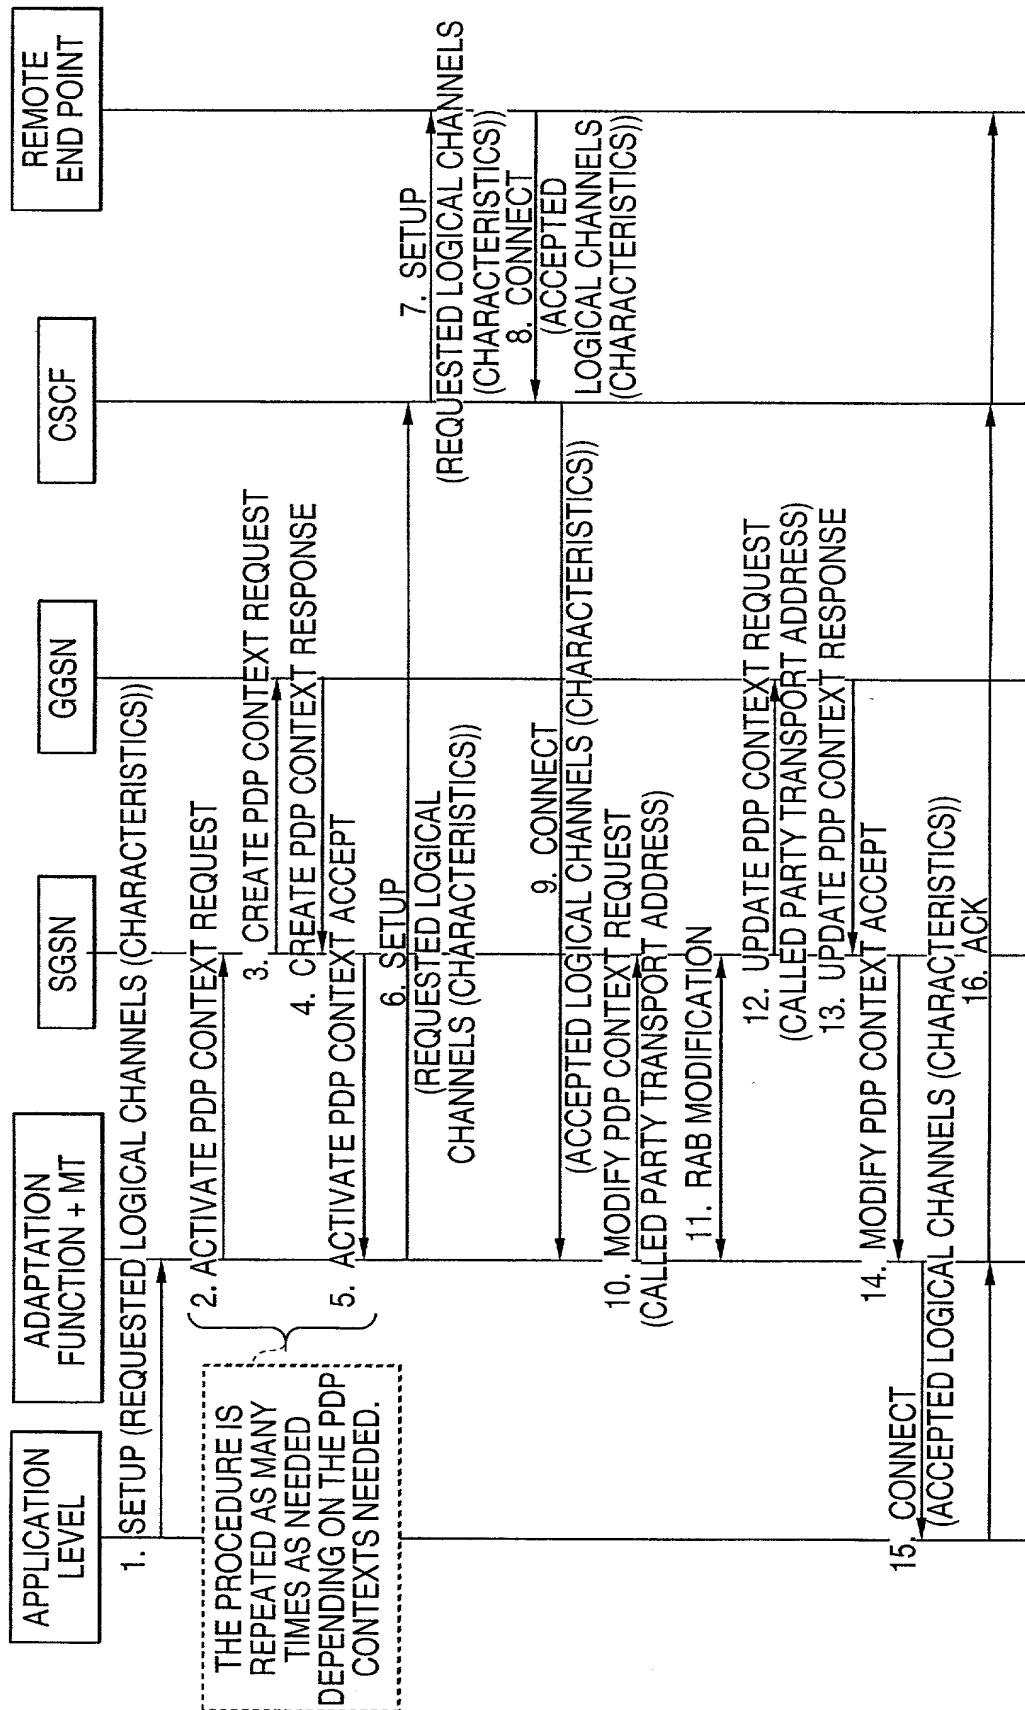 APPLICATION
LEVEL
ADAPTATION
FUNCTION + MT
SGSN
GGSN
CSCF
REMOTE
END POINT
1. SETUP (REQUESTED LOGICAL CHANNELS (CHARACTERISTICS))
THE PROCEDURE IS
REPEATED AS MANY
TIMES AS NEEDED
DEPENDING ON THE PDP
CONTEXTS NEEDED.
2. ACTIVATE PDP CONTEXT REQUEST
3. CREATE PDP CONTEXT REQUEST
4. CREATE PDP CONTEXT RESPONSE
5. ACTIVATE PDP CONTEXT ACCEPT
6. SETUP
(REQUESTED LOGICAL
CHANNELS (CHARACTERISTICS))
7. SETUP
(REQUESTED LOGICAL CHANNELS
(CHARACTERISTICS))
8. CONNECT
(ACCEPTED
LOGICAL CHANNELS
(CHARACTERISTICS))
9. CONNECT
(ACCEPTED LOGICAL CHANNELS (CHARACTERISTICS))
10. MODIFY PDP CONTEXT REQUEST
(CALLED PARTY TRANSPORT ADDRESS)
11. RAB MODIFICATION
12. UPDATE PDP CONTEXT REQUEST
(CALLED PARTY TRANSPORT ADDRESS)
13. UPDATE PDP CONTEXT RESPONSE
14. MODIFY PDP CONTEXT ACCEPT
15. CONNECT
(ACCEPTED LOGICAL CHANNELS (CHARACTERISTICS))
16. ACK